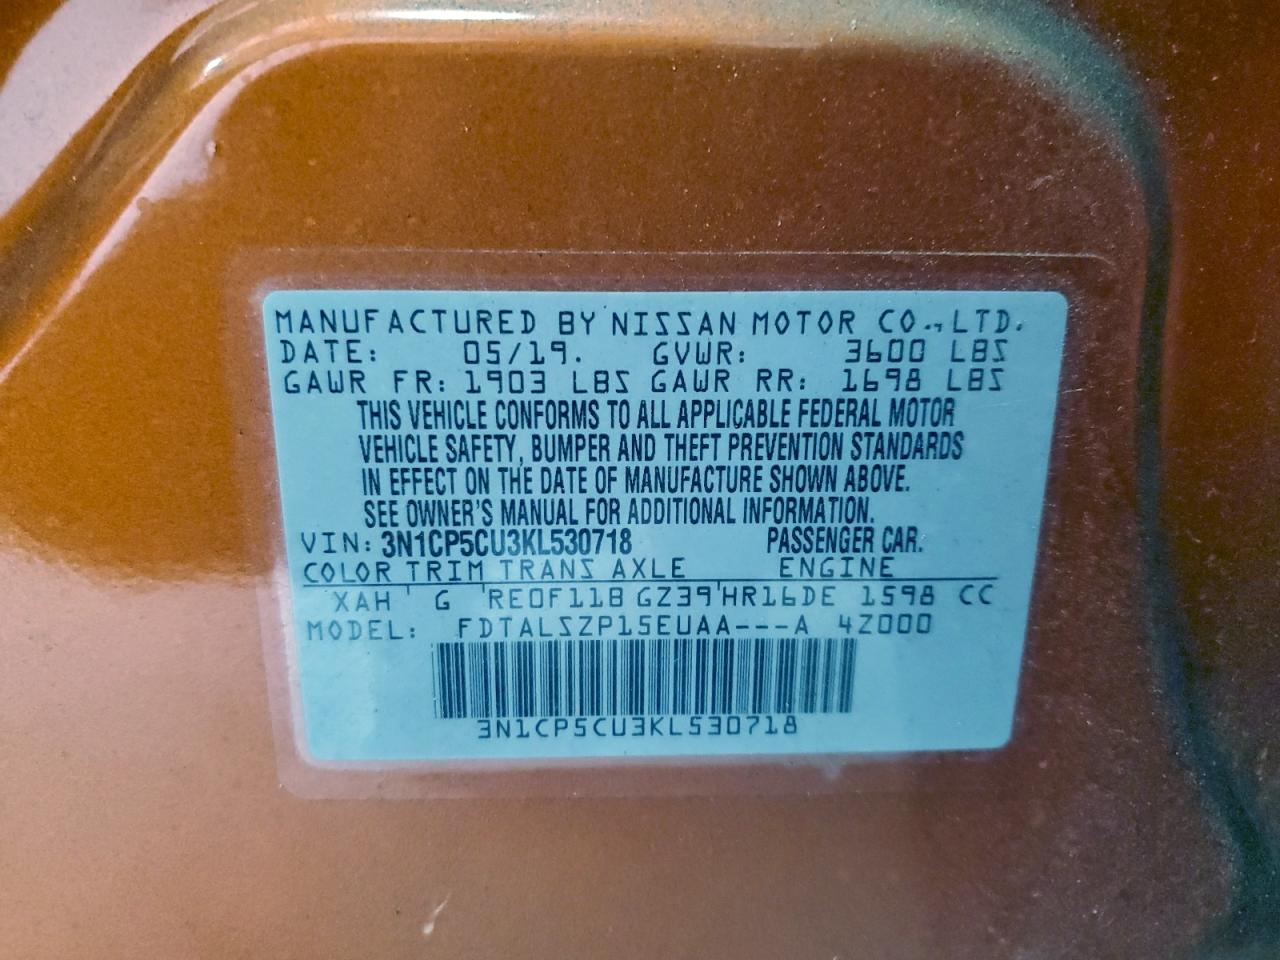 MANUFACTURED BY NISSAN MOTOR CO.,LTD.
DATE: 05/19. GVWR: 3600 LBS
GAWR FR: 1903 LBS GAWR RR: 1698 LBS
THIS VEHICLE CONFORMS TO ALL APPLICABLE FEDERAL MOTOR
VEHICLE SAFETY, BUMPER AND THEFT PREVENTION STANDARDS
IN EFFECT ON THE DATE OF MANUFACTURE SHOWN ABOVE.
SEE OWNER'S MANUAL FOR ADDITIONAL INFORMATION.
VIN: 3N1CP5CU3KL530718 PASSENGER CAR.
COLOR TRIM TRANS AXLE ENGINE
XAH G RE0F11B GZ39 HR16DE 1598 CC
MODEL: FDTALSZP15EUAA---A 4Z000
3N1CP5CU3KL530718